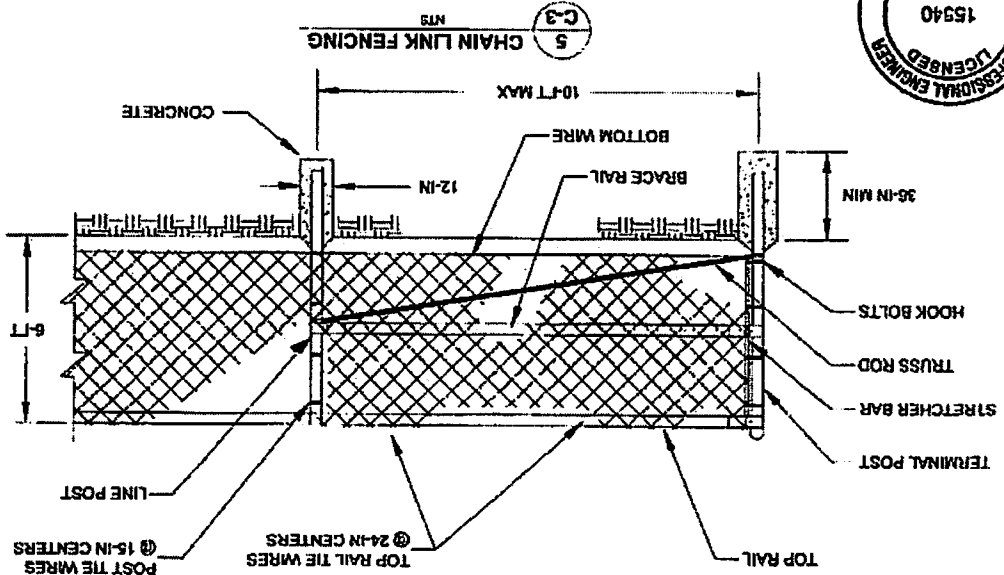 TOP RAIL
TOP RAIL TIE WIRES
@ 24-IN CENTERS
POST TIE WIRES
@ 15-IN CENTERS
LINE POST
TERMINAL POST
STRETCHER BAR
TRUSS ROD
HOOK BOLTS
6-FT
36-IN MIN
BRACE RAIL
12-IN
BOTTOM WIRE
CONCRETE
10-FT MAX
5
C-3
CHAIN LINK FENCING
NTS
FESSIONAL ENGINEER
LICENSED